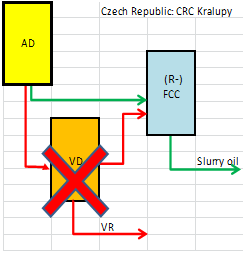 Czech Republic: CRC Kralupy
AD
(R-)
FCC
VD
Slurry oil
VR